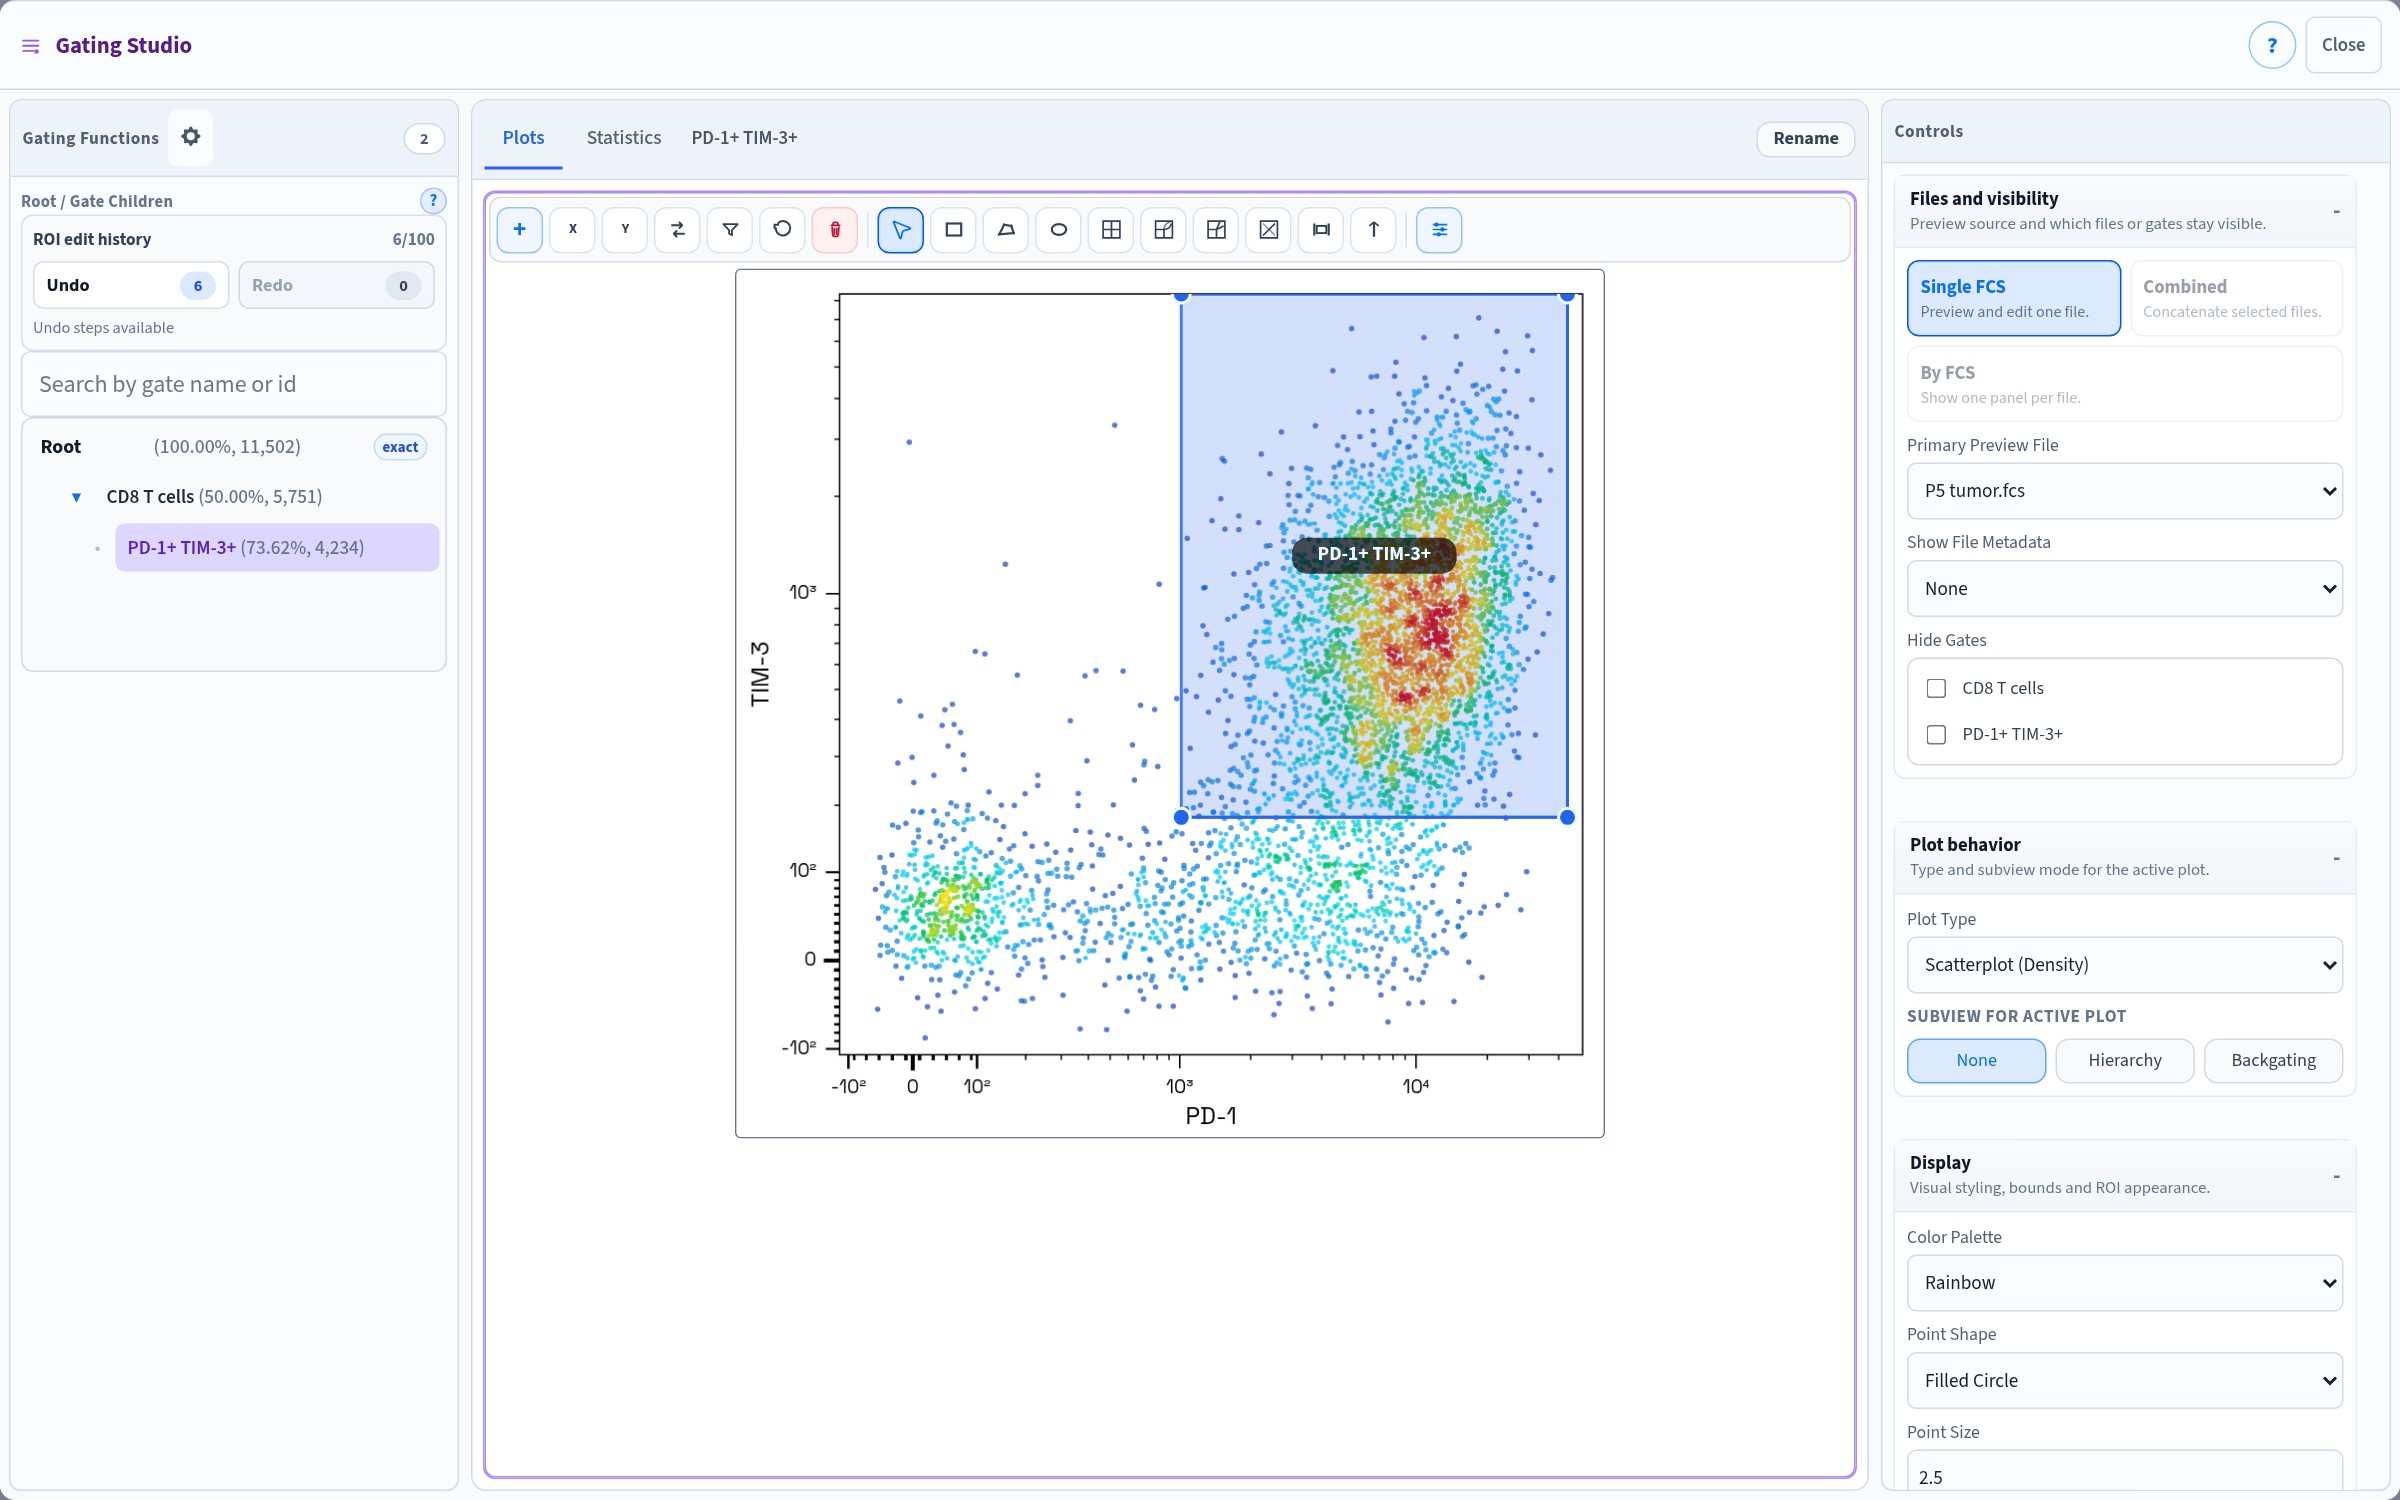 Gating Studio
?
Close
Gating Functions
2
Root / Gate Children
?
ROI edit history
6/100
Undo
6
Redo
0
Undo steps available
Search by gate name or id
Root
(100.00%, 11,502)
exact
CD8 T cells (50.00%, 5,751)
PD-1+ TIM-3+ (73.62%, 4,234)
Plots
Statistics
PD-1+ TIM-3+
Rename
X
Y
PD-1+ TIM-3+
TIM-3
10³
10²
0
-10²
-10²
0
10²
10³
10⁴
PD-1
Controls
Files and visibility
Preview source and which files or gates stay visible.
-
Single FCS
Preview and edit one file.
Combined
Concatenate selected files.
By FCS
Show one panel per file.
Primary Preview File
P5 tumor.fcs
Show File Metadata
None
Hide Gates
CD8 T cells
PD-1+ TIM-3+
Plot behavior
Type and subview mode for the active plot.
-
Plot Type
Scatterplot (Density)
SUBVIEW FOR ACTIVE PLOT
None
Hierarchy
Backgating
Display
Visual styling, bounds and ROI appearance.
-
Color Palette
Rainbow
Point Shape
Filled Circle
Point Size
2.5